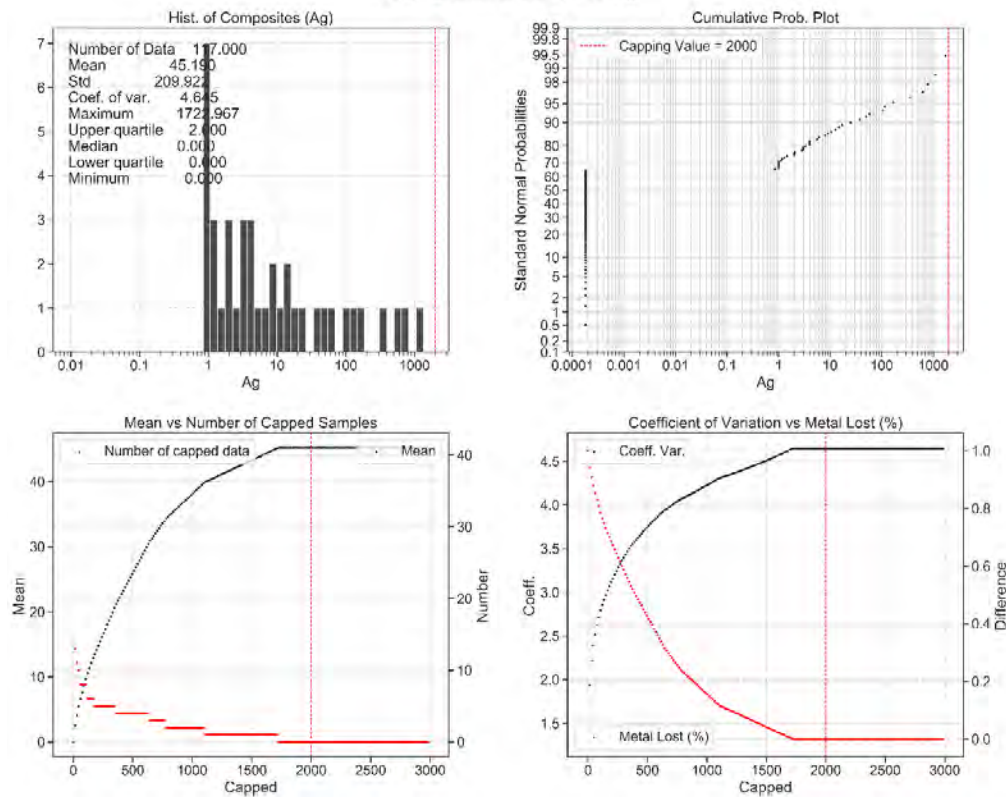 Hist. of Composites (Ag)
7
6
5
4
3
2
1
0
Number of Data 117.000
Mean 45.190
Std 209.922
Coef. of var. 4.645
Maximum 1722.967
Upper quartile 2.000
Median 0.000
Lower quartile 0.000
Minimum 0.000
0.01 0.1 1 10 100 1000
Ag
Cumulative Prob. Plot
Capping Value = 2000
Standard Normal Probabilities
99.9
99.8
99.5
99
98
95
90
80
70
60
50
40
30
20
10
5
2
1
0.5
0.2
0.1
0.0001 0.001 0.01 0.1 1 10 100 1000
Ag
Mean vs Number of Capped Samples
Number of capped data
Mean
Mean
40
30
20
10
0
Number
40
30
20
10
0
0 500 1000 1500 2000 2500 3000
Capped
Coefficient of Variation vs Metal Lost (%)
Coeff. Var.
Metal Lost (%)
Coeff.
4.5
4.0
3.5
3.0
2.5
2.0
1.5
Difference
1.0
0.8
0.6
0.4
0.2
0.0
0 500 1000 1500 2000 2500 3000
Capped